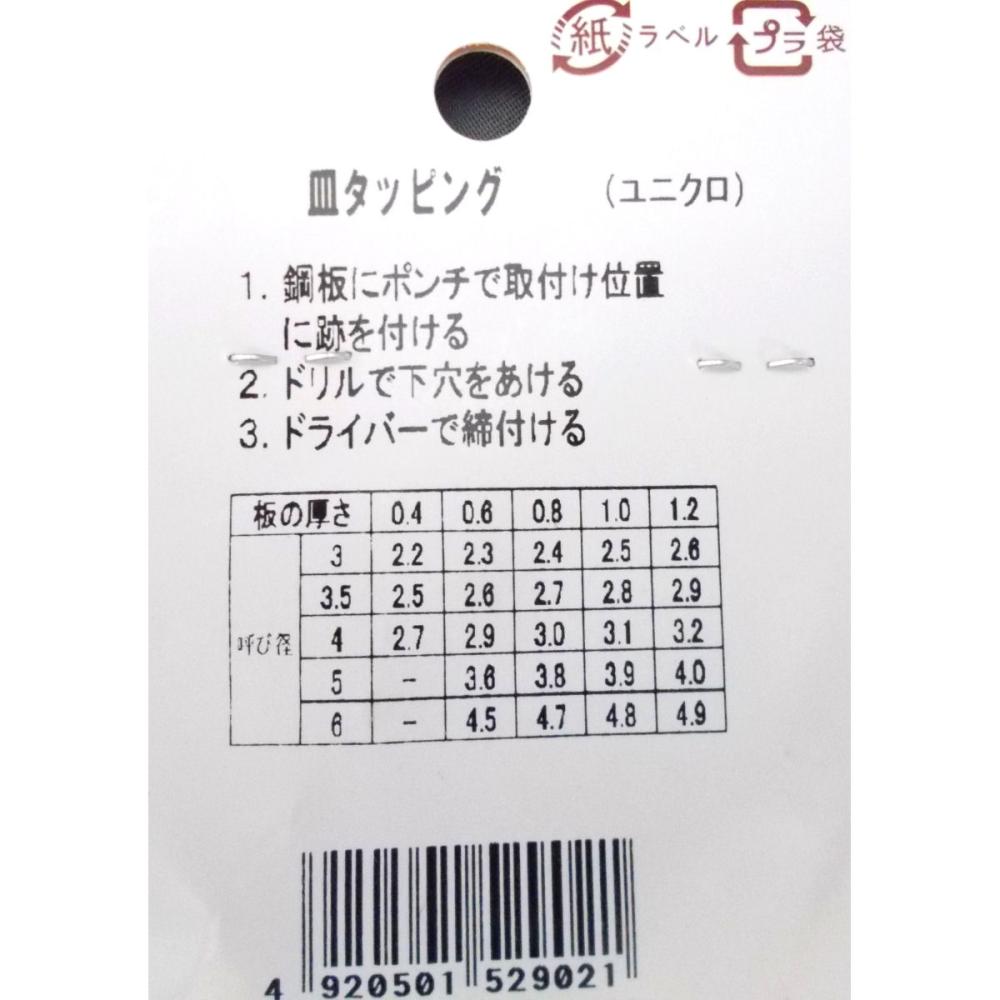 紙 ラベル プラ 袋
皿タッピング (ユニクロ)
1. 鋼板にポンチで取付け位置
に跡を付ける
2. ドリルで下穴をあける
3. ドライバーで締付ける
板の厚さ 0.4 0.6 0.8 1.0 1.2
3 2.2 2.3 2.4 2.5 2.6
3.5 2.5 2.6 2.7 2.8 2.9
呼び径 4 2.7 2.9 3.0 3.1 3.2
5 - 3.6 3.8 3.9 4.0
6 - 4.5 4.7 4.8 4.9
4 920501 529021